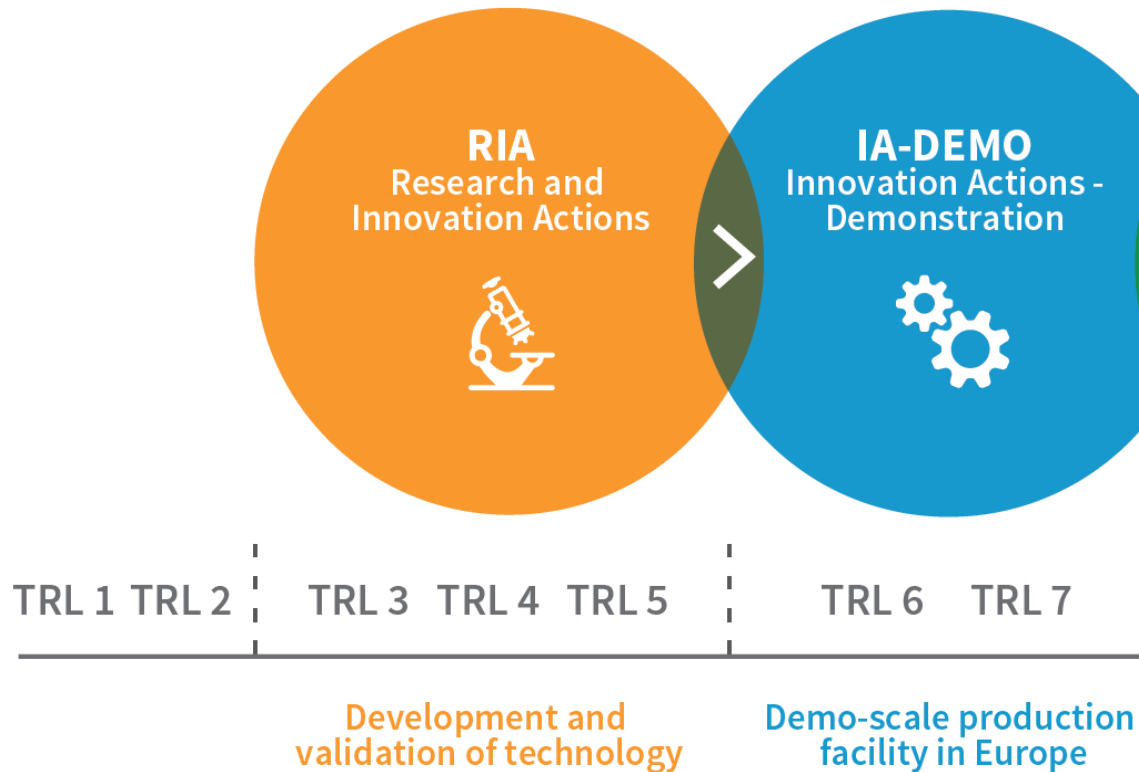 RIA
Research and
Innovation Actions
IA-DEMO
Innovation Actions -
Demonstration
TRL 1 TRL 2 TRL 3 TRL 4 TRL 5 TRL 6 TRL 7
Development and
validation of technology
Demo-scale production
facility in Europe